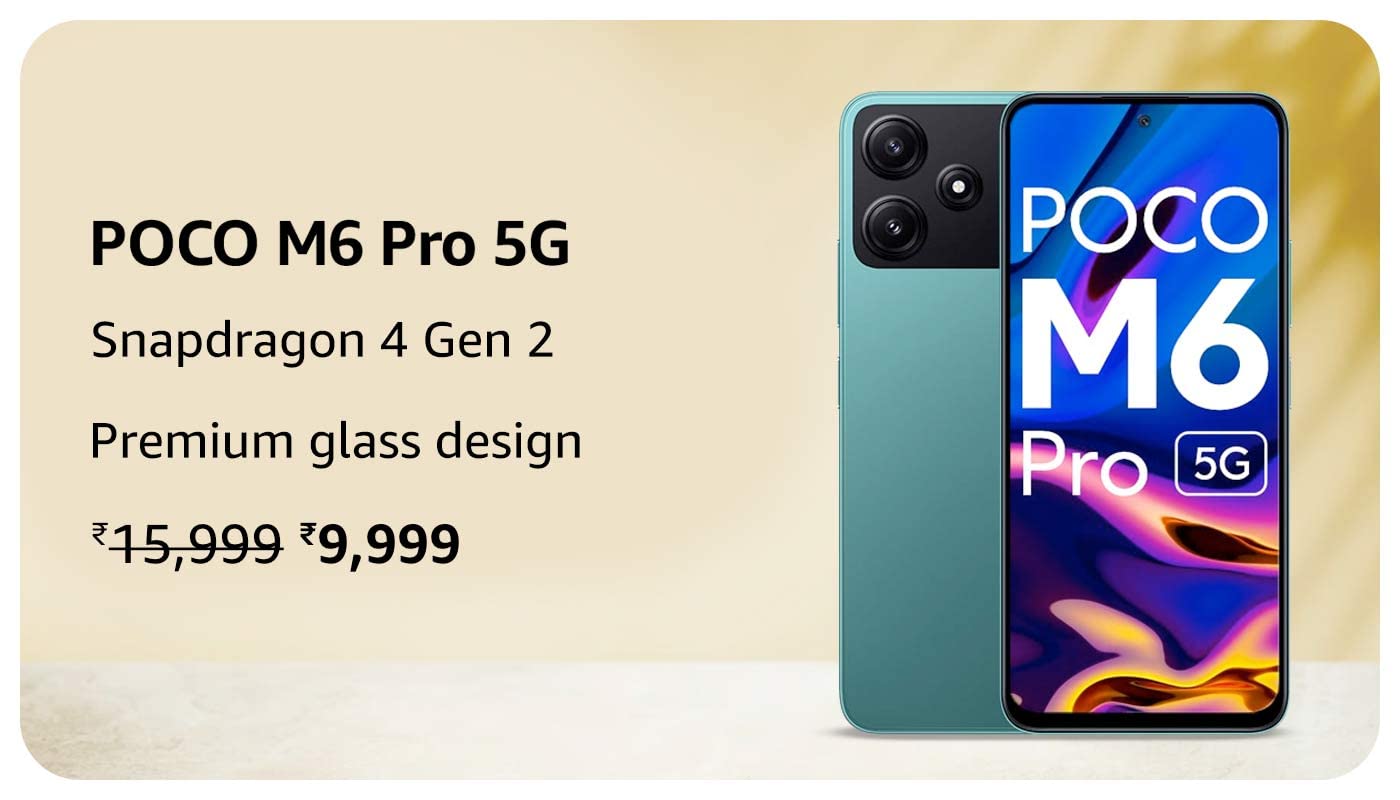 POCO M6 Pro 5G
Snapdragon 4 Gen 2
Premium glass design
₹15,999 ₹9,999
POCO
M6
Pro 5G